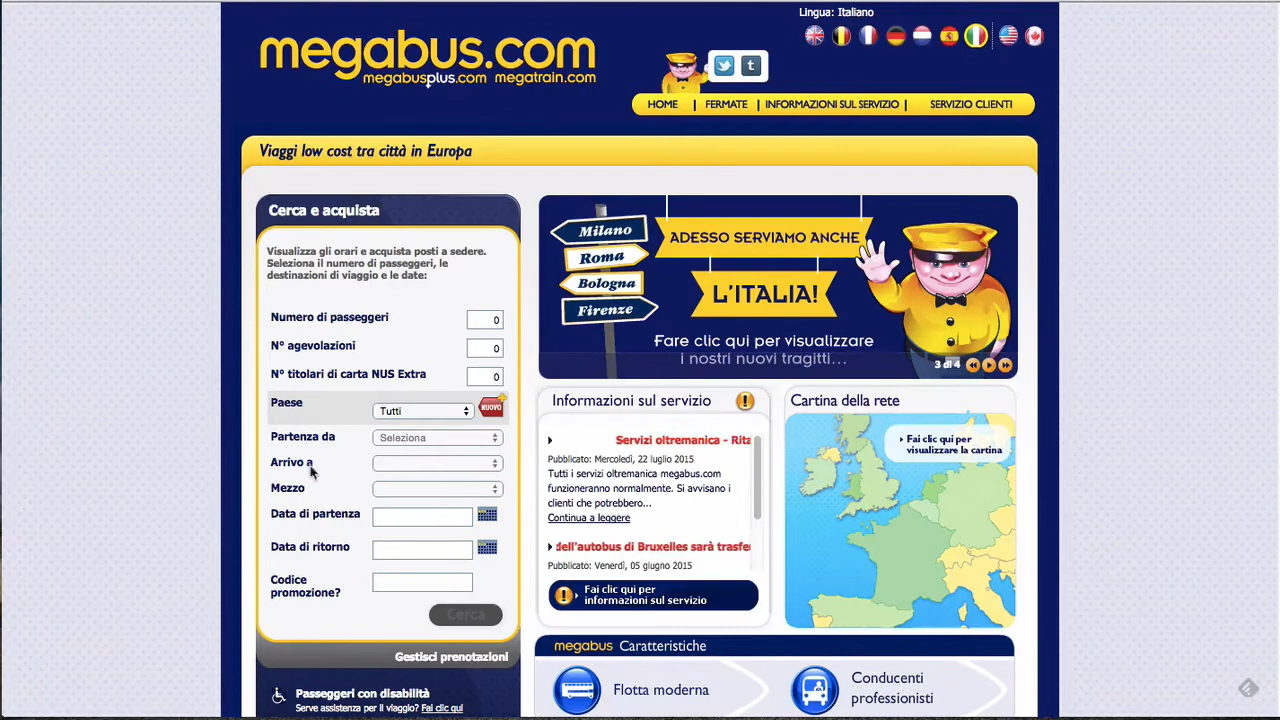 Lingua: Italiano
megabus.com
megabusplus.com megatrain.com
t
HOME | FERMATE | INFORMAZIONI SUL SERVIZIO | SERVIZIO CLIENTI
Viaggi low cost tra città in Europa
Cerca e acquista
Visualizza gli orari e acquista posti a sedere.
Seleziona il numero di passeggeri, le
destinazioni di viaggio e le date:
Numero di passeggeri 0
N° agevolazioni 0
N° titolari di carta NUS Extra 0
Paese Tutti NUOVO
Partenza da Seleziona
Arrivo a
Mezzo
Data di partenza
Data di ritorno
Codice
promozione?
Cerca
Gestisci prenotazioni
Passeggeri con disabilità
Serve assistenza per il viaggio? Fai clic qui
Milano
Roma
Bologna
Firenze
ADESSO SERVIAMO ANCHE
L'ITALIA!
Fare clic qui per visualizzare
i nostri nuovi tragitti...
3 di 4
Informazioni sul servizio !
Servizi oltremanica - Rita
Pubblicato: Mercoledì, 22 luglio 2015
Tutti i servizi oltremanica megabus.com
funzioneranno normalmente. Si avvisano i
clienti che potrebbero...
Continua a leggere
dell'autobus di Bruxelles sarà trasfe
Pubblicato: Venerdì, 05 giugno 2015
! Fai clic qui per
informazioni sul servizio
Cartina della rete
Fai clic qui per
visualizzare la cartina
megabus Caratteristiche
Flotta moderna
Conducenti
professionisti